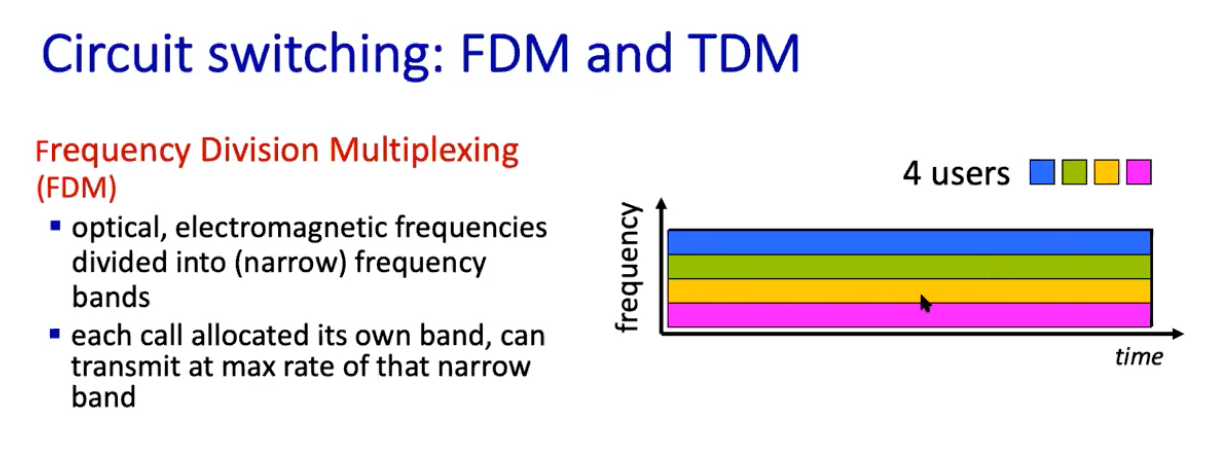 Circuit switching: FDM and TDM
Frequency Division Multiplexing
(FDM)
▪ optical, electromagnetic frequencies
divided into (narrow) frequency
bands
▪ each call allocated its own band, can
transmit at max rate of that narrow
band
4 users
frequency
time